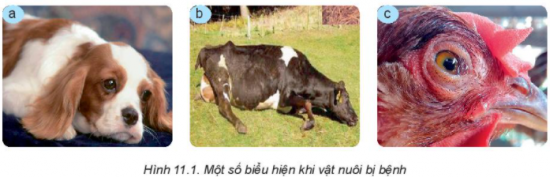 a
b
c
Hình 11.1. Một số biểu hiện khi vật nuôi bị bệnh